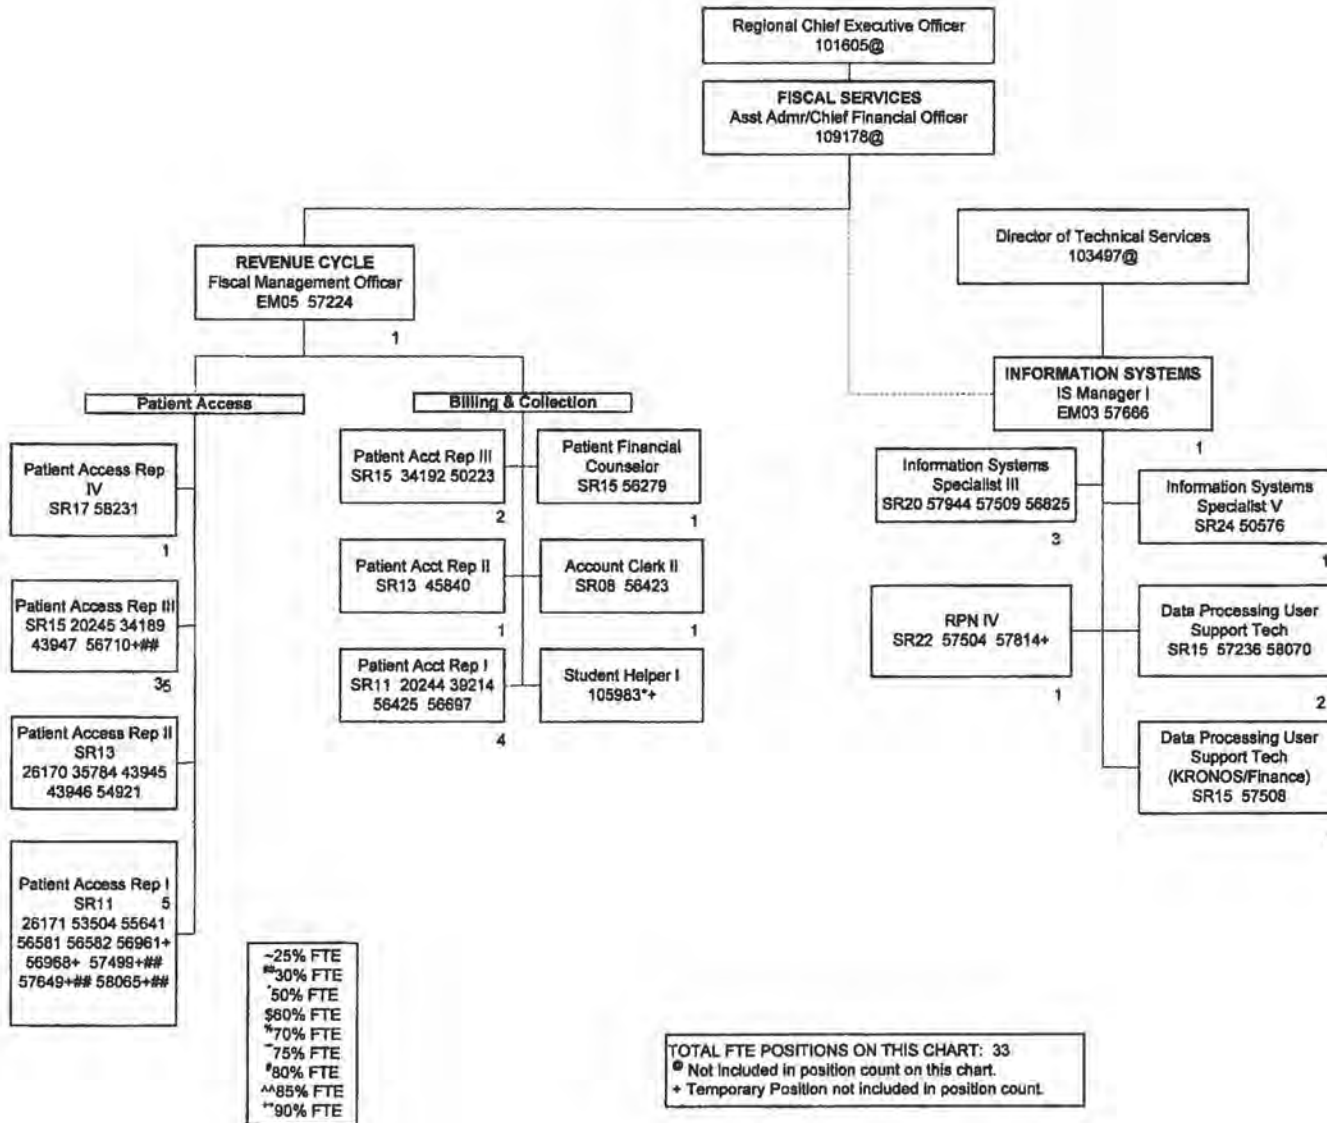 Regional Chief Executive Officer
101605@
FISCAL SERVICES
Asst Admr/Chief Financial Officer
109178@
Director of Technical Services
103497@
REVENUE CYCLE
Fiscal Management Officer
EM05 57224
1
INFORMATION SYSTEMS
IS Manager I
EM03 57666
1
Patient Access
Billing & Collection
Patient Access Rep
IV
SR17 58231
1
Patient Access Rep III
SR15 20245 34189
43947 56710+##
35
Patient Access Rep II
SR13
26170 35784 43945
43946 54921
Patient Access Rep I
SR11 5
26171 53504 55641
56581 56582 56961+
56968+ 57499+##
57649+## 58065+##
Patient Acct Rep III
SR15 34192 50223
2
Patient Financial
Counselor
SR15 56279
1
Patient Acct Rep II
SR13 45840
1
Account Clerk II
SR08 56423
1
Patient Acct Rep I
SR11 20244 39214
56425 56697
4
Student Helper I
105983*+
Information Systems
Specialist III
SR20 57944 57509 56825
3
Information Systems
Specialist V
SR24 50576
1
RPN IV
SR22 57504 57814+
1
Data Processing User
Support Tech
SR15 57236 58070
2
Data Processing User
Support Tech
(KRONOS/Finance)
SR15 57508
~25% FTE
##30% FTE
*50% FTE
$60% FTE
%70% FTE
75% FTE
#80% FTE
^^85% FTE
90% FTE
TOTAL FTE POSITIONS ON THIS CHART: 33
@ Not included in position count on this chart.
+ Temporary Position not included in position count.